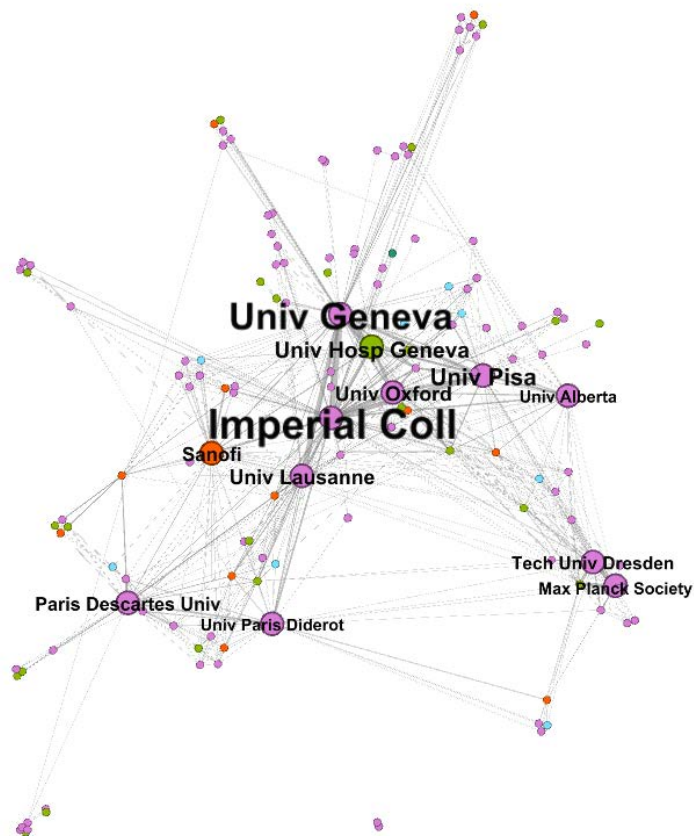 Univ Geneva
Univ Hosp Geneva
Univ Pisa
Univ Oxford
Univ Alberta
Imperial Coll
Sanofi
Univ Lausanne
Tech Univ Dresden
Max Planck Society
Paris Descartes Univ
Univ Paris Diderot